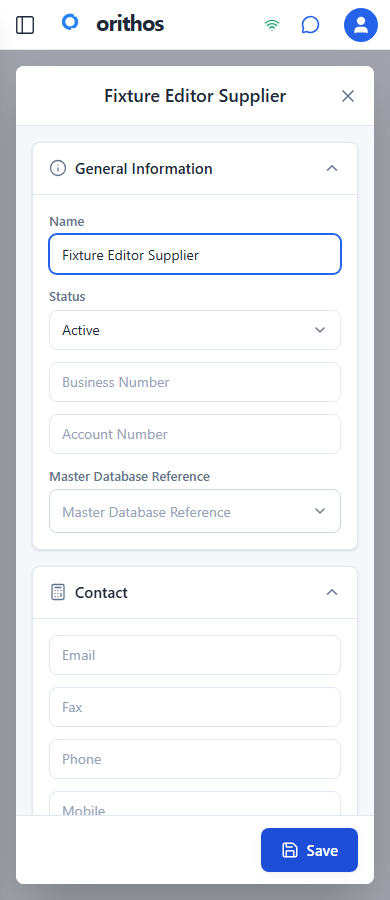 orithos
Fixture Editor Supplier
General Information
Name
Fixture Editor Supplier
Status
Active
Business Number
Account Number
Master Database Reference
Master Database Reference
Contact
Email
Fax
Phone
Mobile
Save